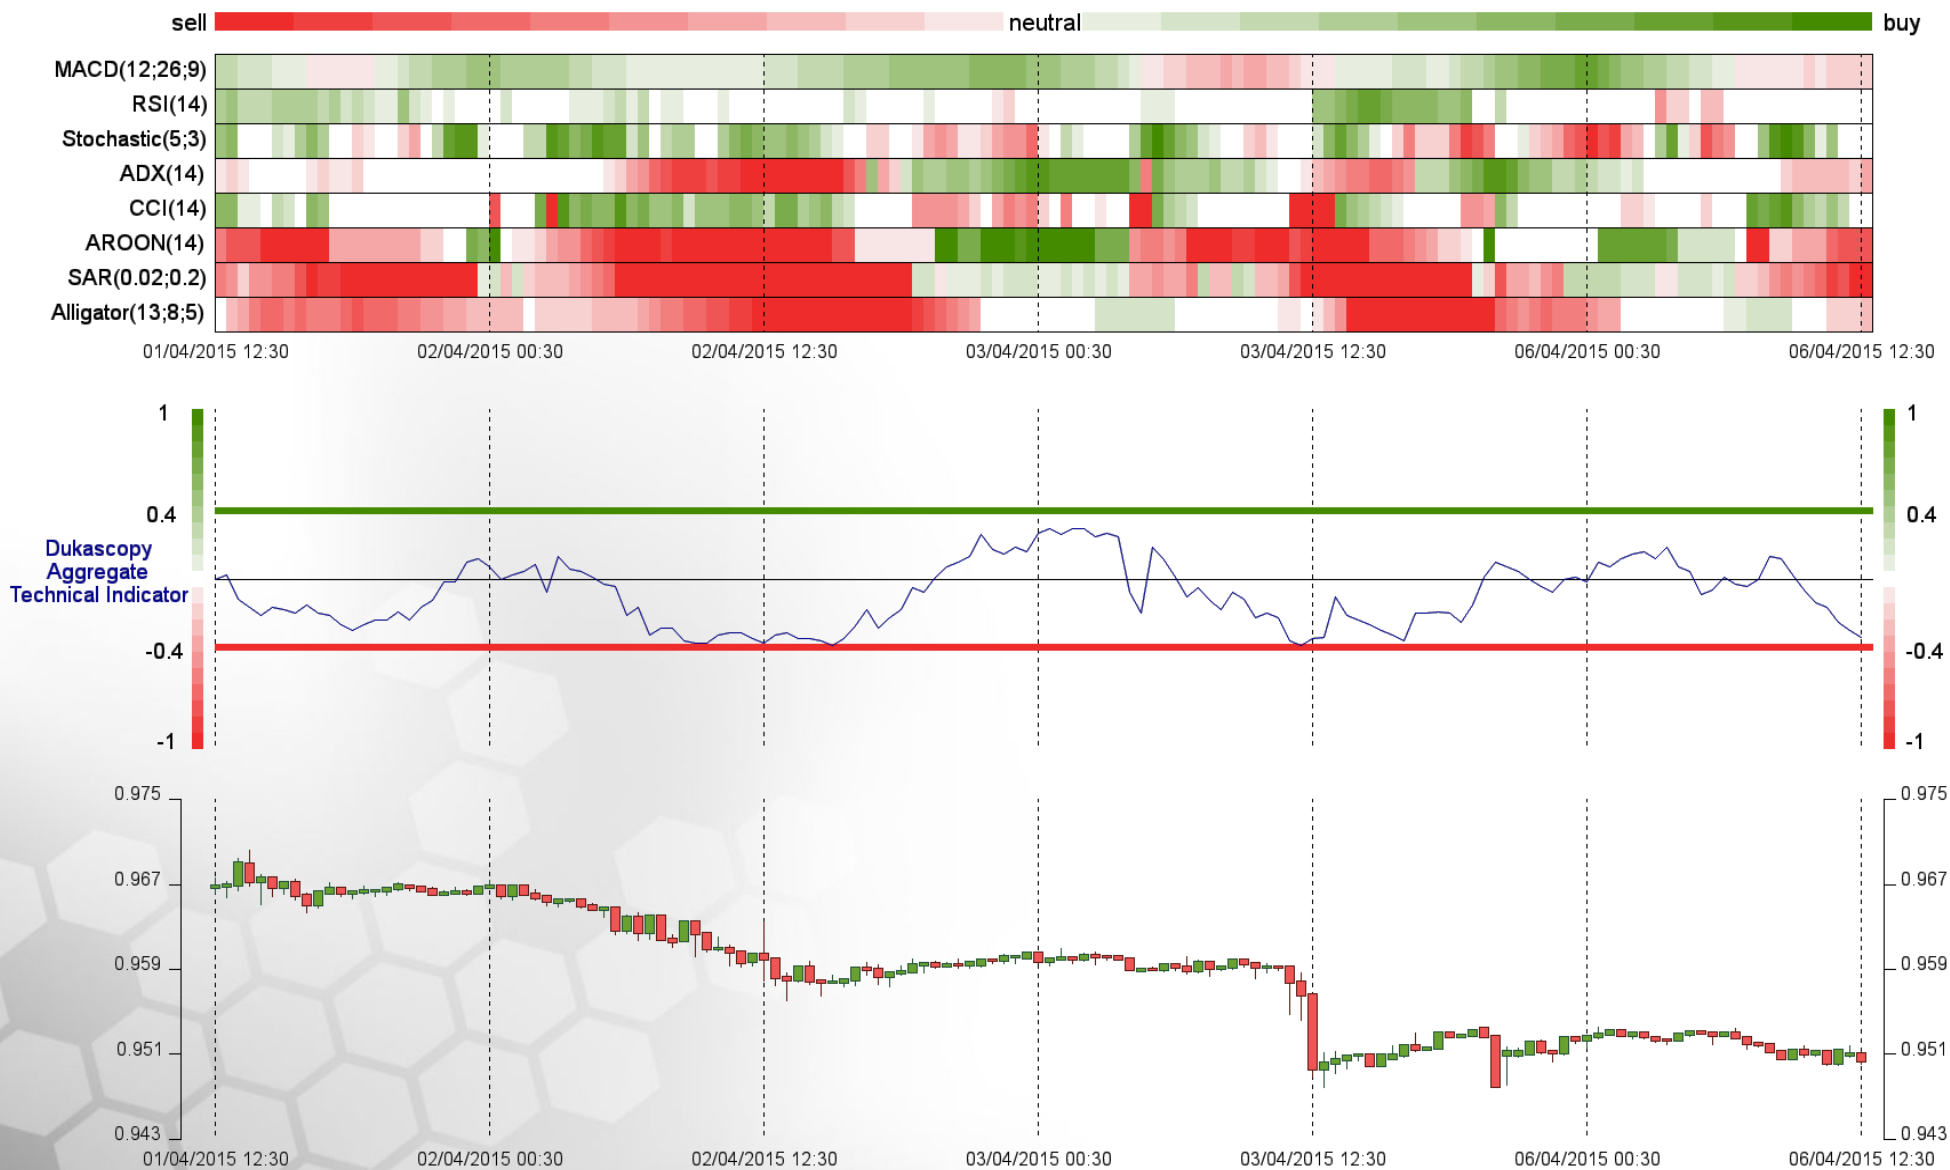 sell neutral buy
MACD(12;26;9)
RSI(14)
Stochastic(5;3)
ADX(14)
CCI(14)
AROON(14)
SAR(0.02;0.2)
Alligator(13;8;5)
01/04/2015 12:30 02/04/2015 00:30 02/04/2015 12:30 03/04/2015 00:30 03/04/2015 12:30 06/04/2015 00:30 06/04/2015 12:30
1 1
0.4 0.4
Dukascopy
Aggregate
Technical Indicator
-0.4 -0.4
-1 -1
0.975 0.975
0.967 0.967
0.959 0.959
0.951 0.951
0.943 0.943
01/04/2015 12:30 02/04/2015 00:30 02/04/2015 12:30 03/04/2015 00:30 03/04/2015 12:30 06/04/2015 00:30 06/04/2015 12:30